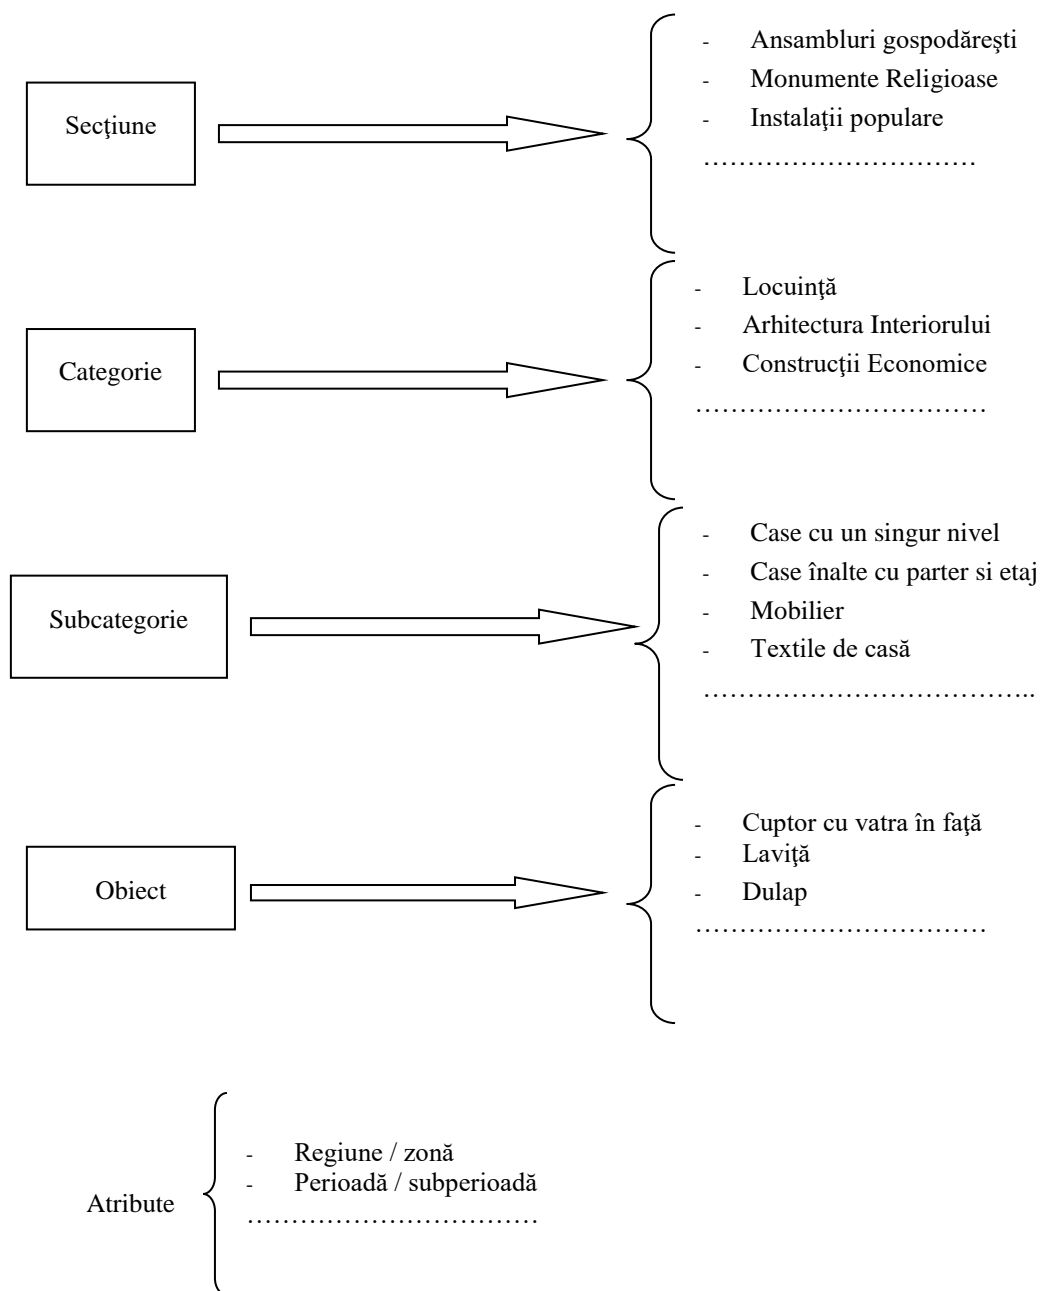 Secţiune
- Ansambluri gospodăreşti
- Monumente Religioase
- Instalaţii populare
…………………………
Categorie
- Locuinţă
- Arhitectura Interiorului
- Construcţii Economice
……………………………
Subcategorie
- Case cu un singur nivel
- Case înalte cu parter si etaj
- Mobilier
- Textile de casă
………………………………..
Obiect
- Cuptor cu vatra în faţă
- Laviţă
- Dulap
……………………………
Atribute
- Regiune / zonă
- Perioadă / subperioadă
……………………………